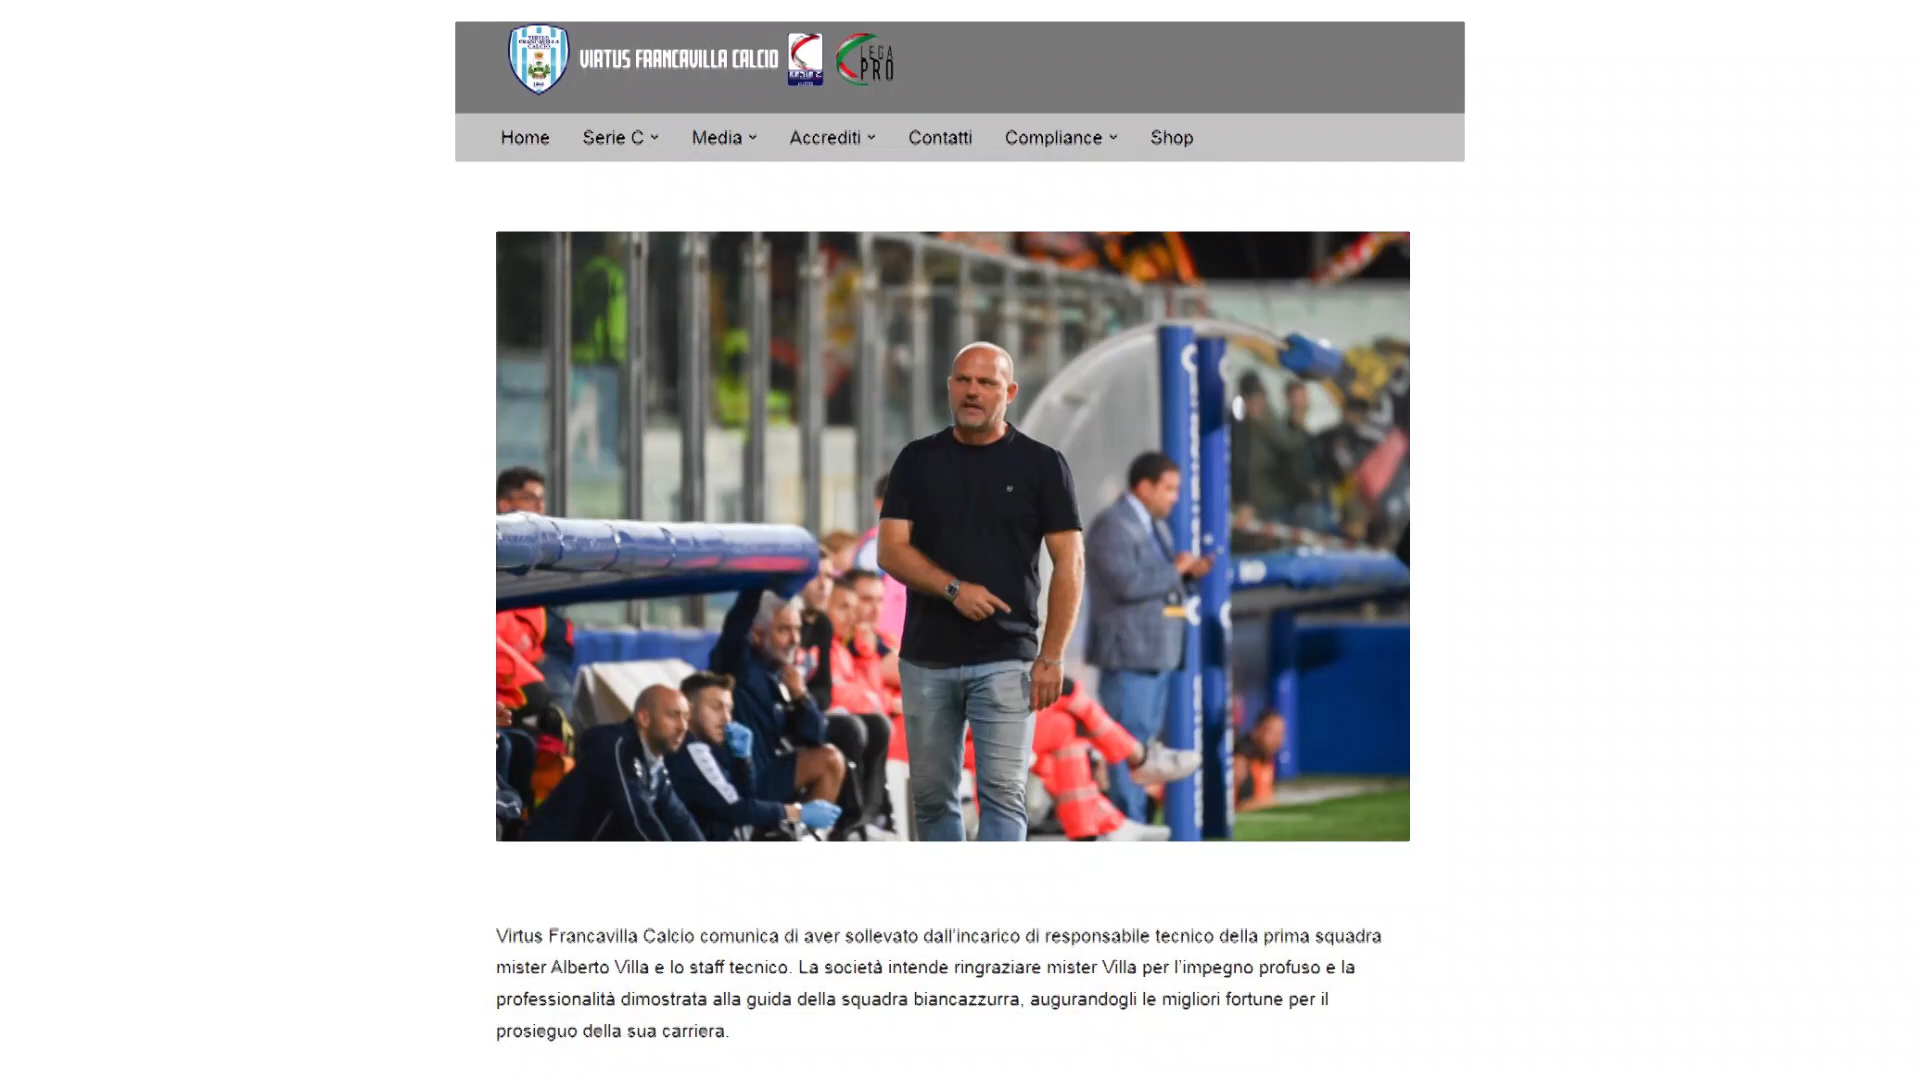 VIRTUS FRANCAVILLA CALCIO
LEGA
PRO
Home Serie C Media Accrediti Contatti Compliance Shop
Virtus Francavilla Calcio comunica di aver sollevato dall'incarico di responsabile tecnico della prima squadra
mister Alberto Villa e lo staff tecnico. La società intende ringraziare mister Villa per l'impegno profuso e la
professionalità dimostrata alla guida della squadra biancazzurra, augurandogli le migliori fortune per il
prosieguo della sua carriera.